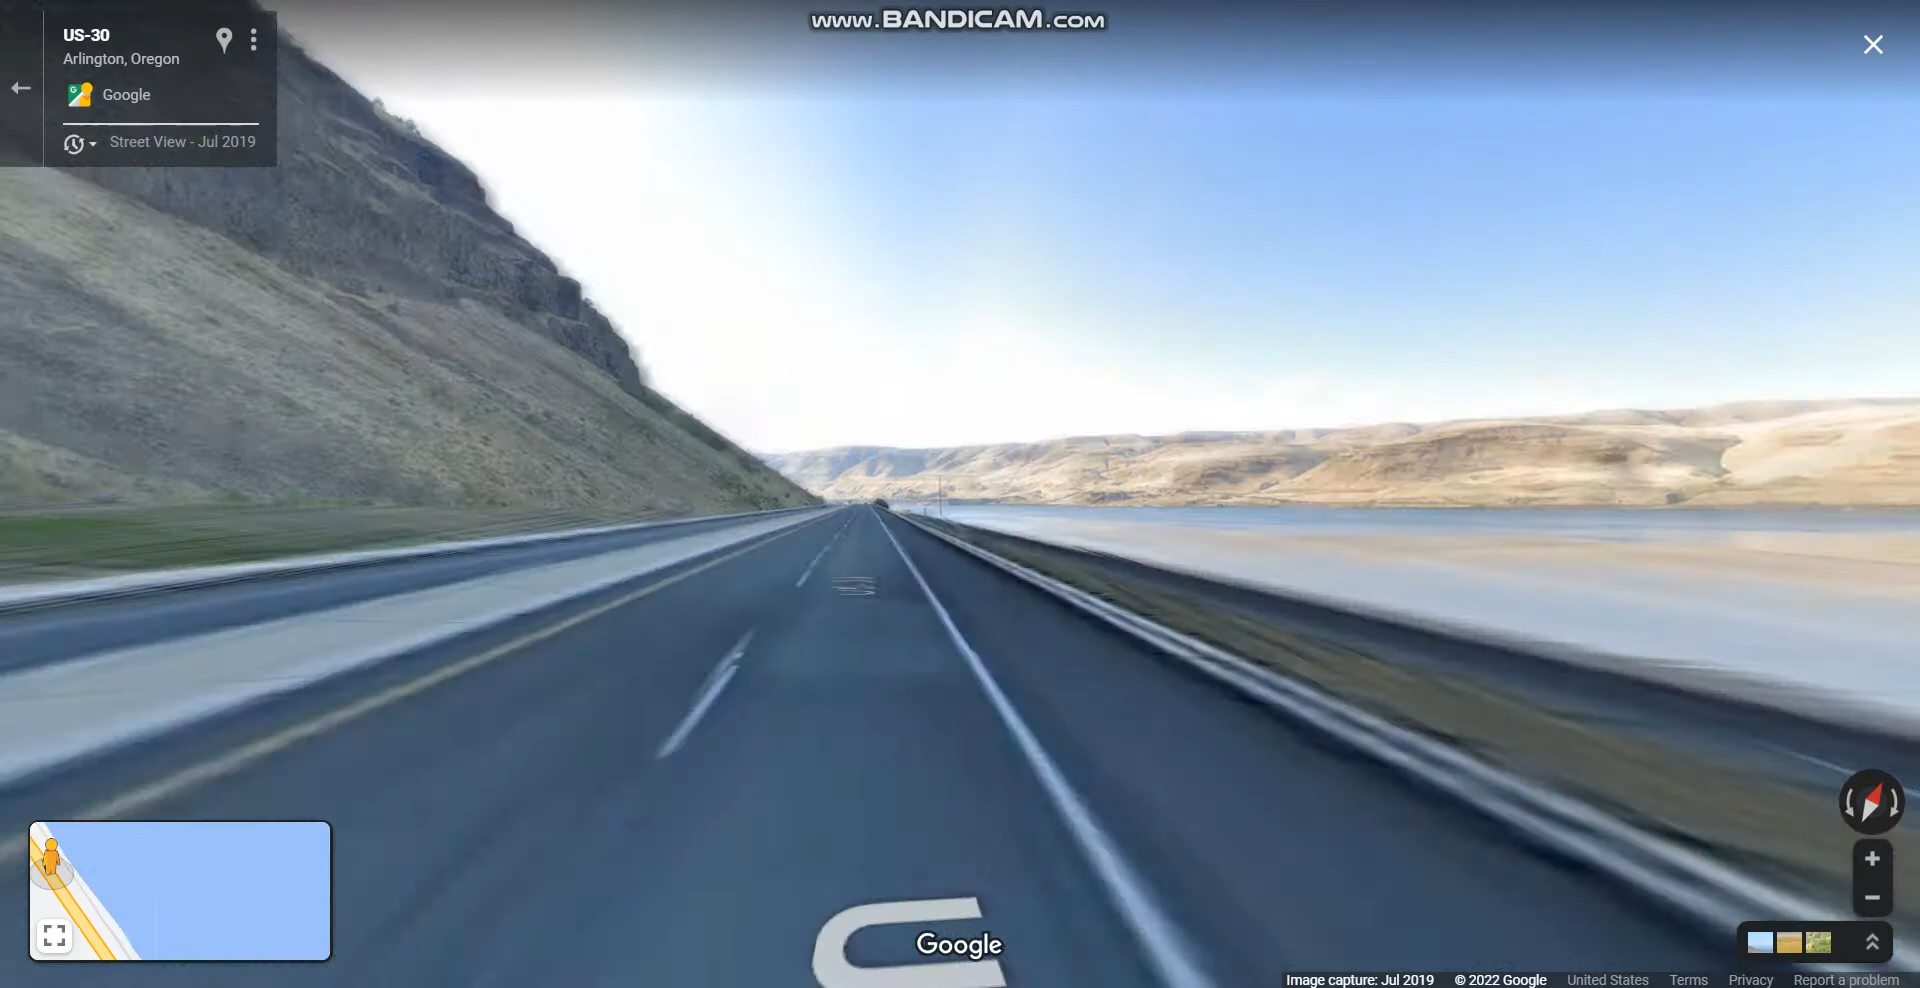 www.BANDICAM.com
US-30
Arlington, Oregon
Google
Street View - Jul 2019
Google
Image capture: Jul 2019 © 2022 Google United States Terms Privacy Report a problem